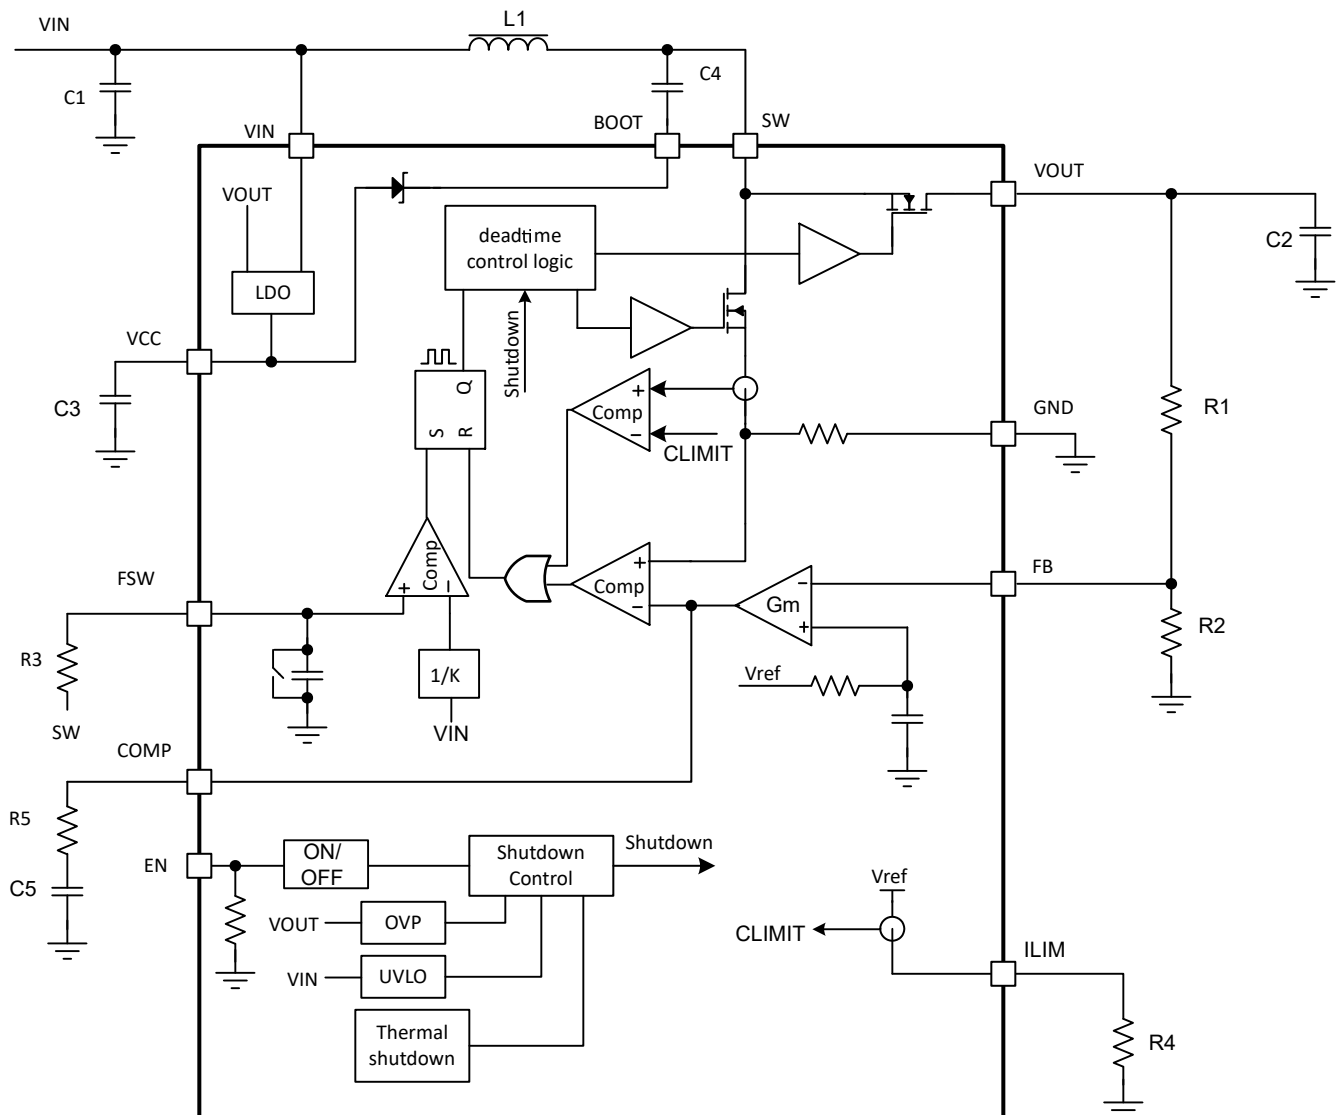 VIN
L1
C1
C4
VIN
BOOT
SW
VOUT
VOUT
deadtime
control logic
C2
LDO
VCC
Shutdown
C3
Q
S
R
+
Comp
−
CLIMIT
GND
R1
FSW
Comp
+
−
+
Comp
−
Gm
−
+
FB
R2
R3
1/K
Vref
SW
VIN
COMP
R5
EN
ON/
OFF
Shutdown
Control
Shutdown
C5
VOUT
OVP
Vref
CLIMIT
VIN
UVLO
ILIM
Thermal
shutdown
R4